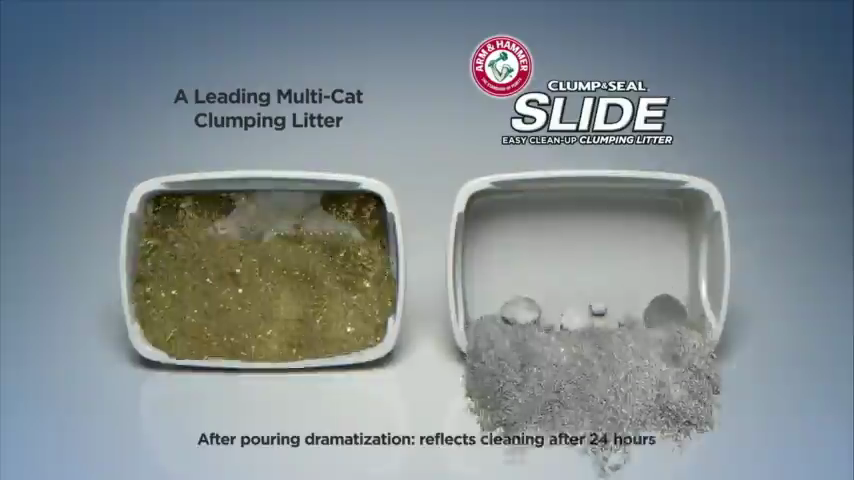 A Leading Multi-Cat
Clumping Litter
ARM & HAMMER
CLUMP&SEAL
SLIDE
EASY CLEAN-UP CLUMPING LITTER
After pouring dramatization: reflects cleaning after 24 hours